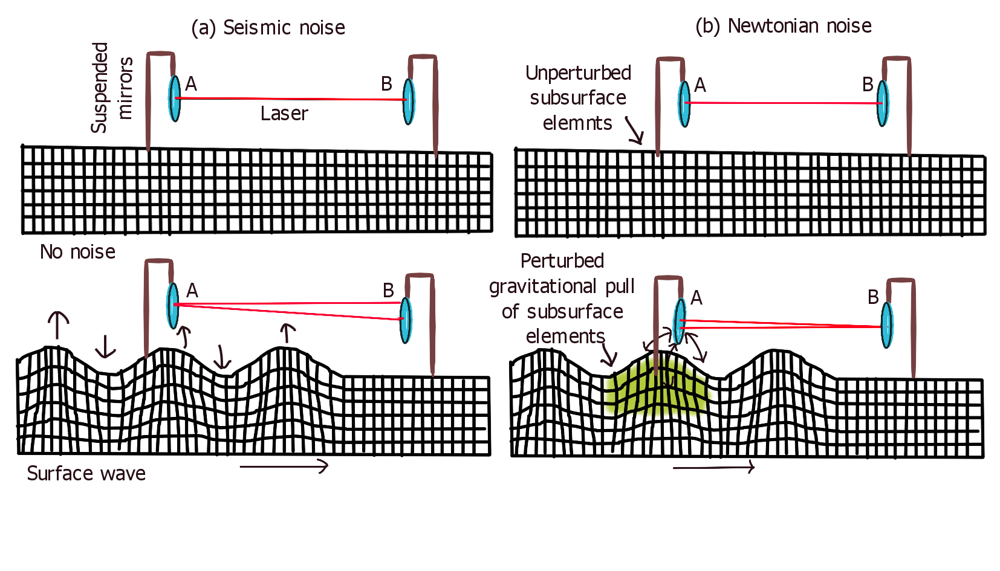 (a) Seismic noise
Suspended
mirrors
A
B
Laser
No noise
A
B
Surface wave
(b) Newtonian noise
Unperturbed
subsurface
elemnts
A
B
Perturbed
gravitational pull
of subsurface
elements
A
B